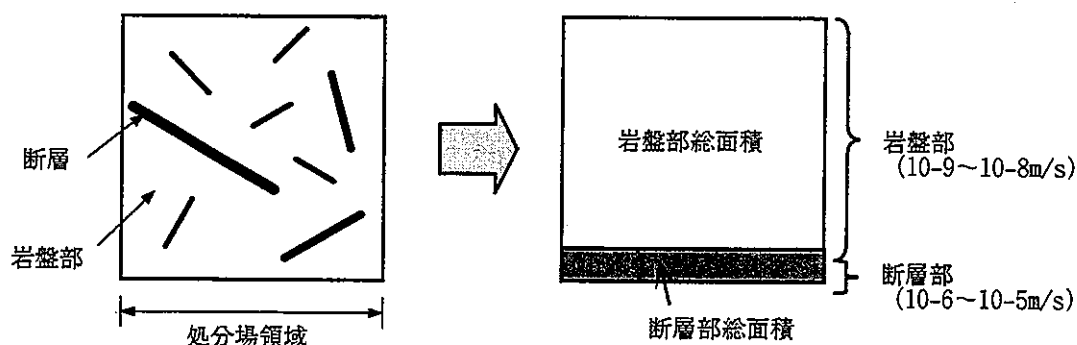 断層
岩盤部
処分場領域
岩盤部総面積
断層部総面積
岩盤部
(10-9～10-8m/s)
断層部
(10-6～10-5m/s)